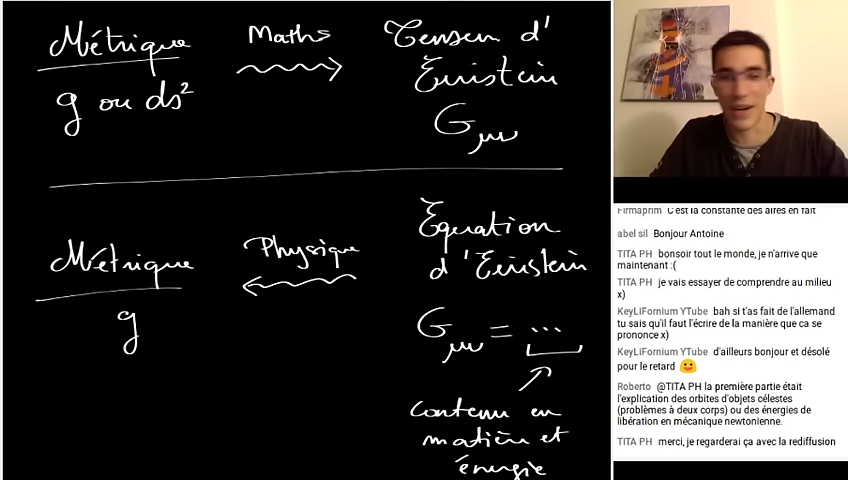 Métrique
g ou ds²
Maths
Tenseur d'
Einstein
Gμν
Métrique
g
Physique
Équation
d'Einstein
Gμν = ...
contenu en
matière et
énergie
Firmaprim C'est la constante des aires en fait
abel sil Bonjour Antoine
TITA PH bonsoir tout le monde, je n'arrive que
maintenant :(
TITA PH je vais essayer de comprendre au milieu
x)
KeyLiFornium YTube bah si t'as fait de l'allemand
tu sais qu'il faut l'écrire de la manière que ca se
prononce x)
KeyLiFornium YTube d'ailleurs bonjour et désolé
pour le retard
Roberto @TITA PH la première partie était
l'explication des orbites d'objets célestes
(problèmes à deux corps) ou des énergies de
libération en mécanique newtonienne.
TITA PH merci, je regarderai ça avec la rediffusion